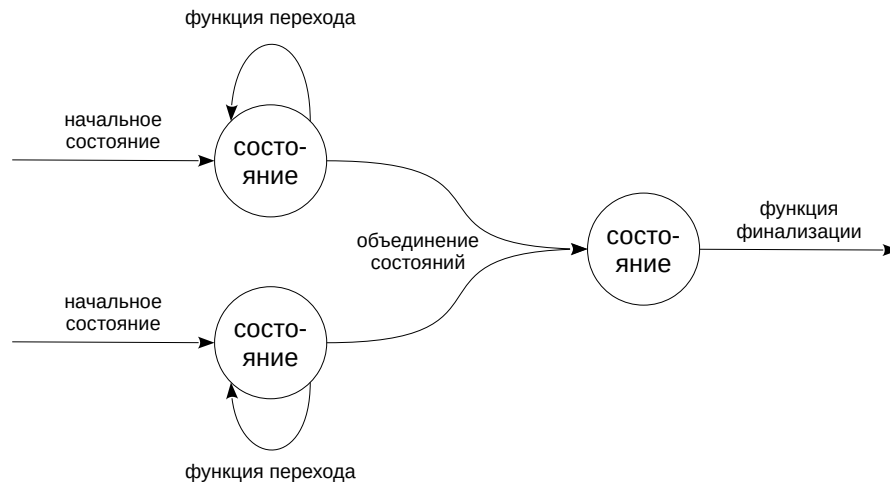 функция перехода
начальное
состояние
состо-
яние
объединение
состояний
состо-
яние
функция
финализации
начальное
состояние
состо-
яние
функция перехода